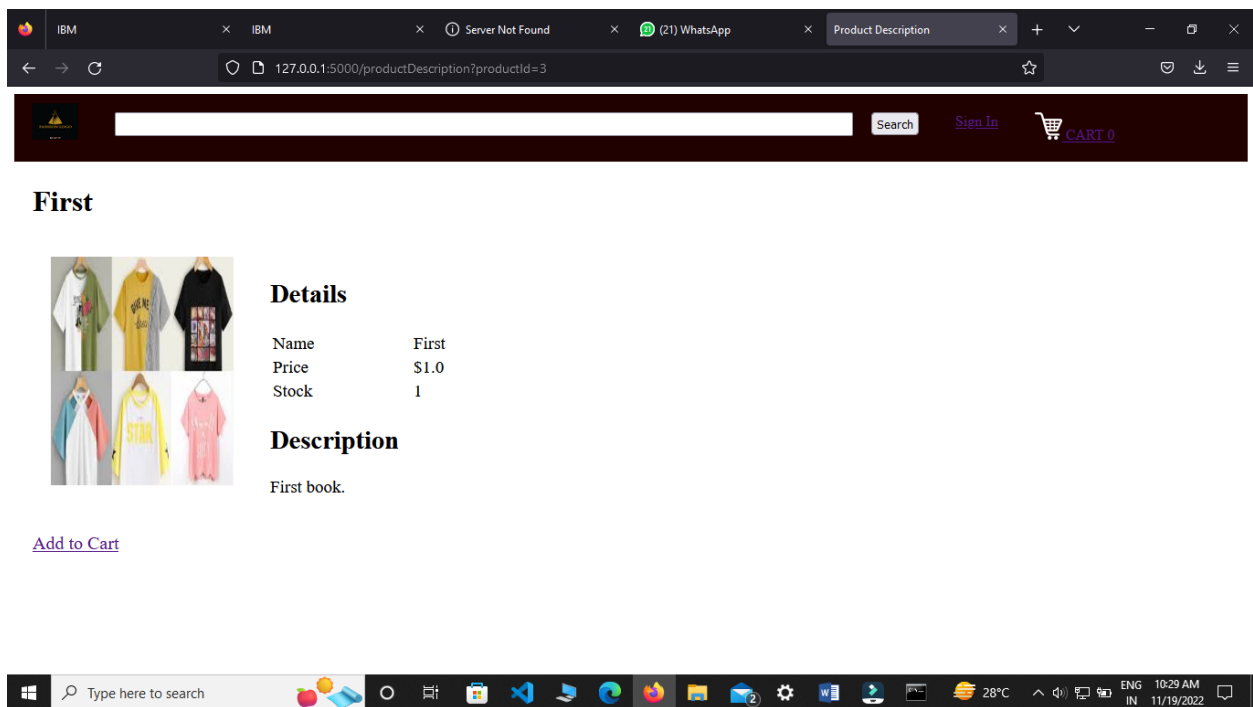 IBM
IBM
Server Not Found
(21) WhatsApp
Product Description
127.0.0.1:5000/productDescription?productId=3
Search
Sign In
CART 0
First
Details
Name First
Price $1.0
Stock 1
Description
First book.
STAR
Add to Cart
Type here to search
2
28°C
ENG
IN
10:29 AM
11/19/2022